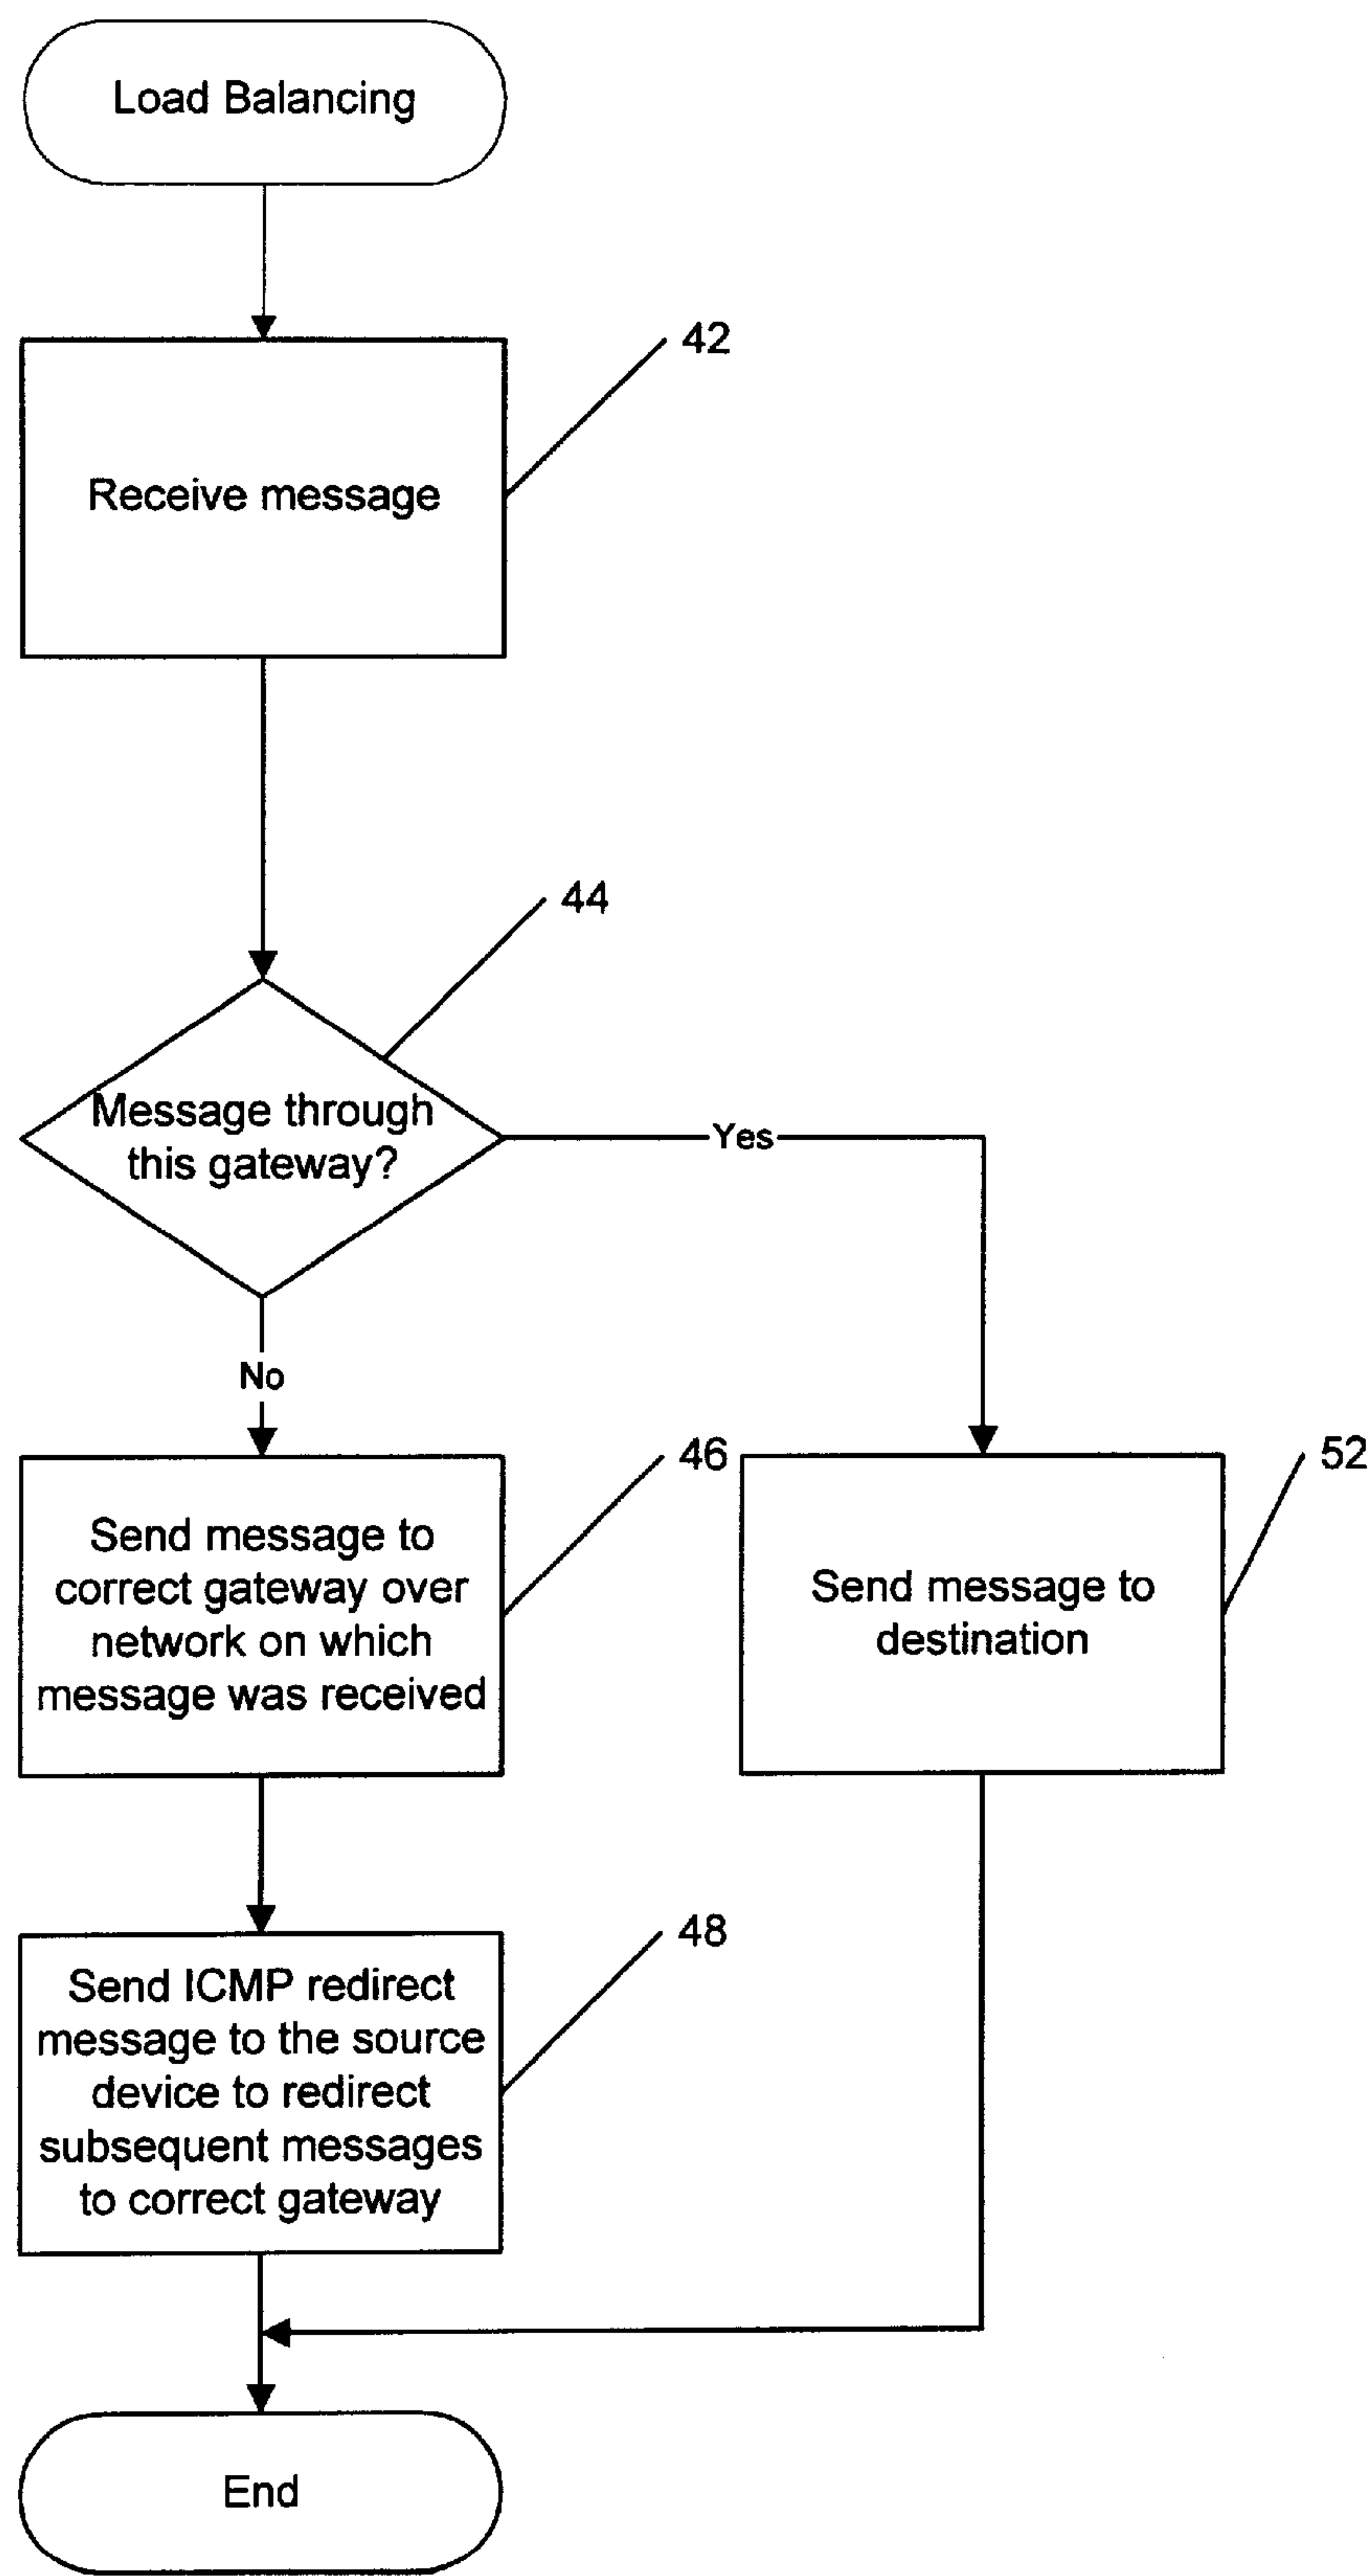 Load Balancing
42
Receive message
44
Message through
this gateway?
Yes
No
46
Send message to
correct gateway over
network on which
message was received
52
Send message to
destination
48
Send ICMP redirect
message to the source
device to redirect
subsequent messages
to correct gateway
End